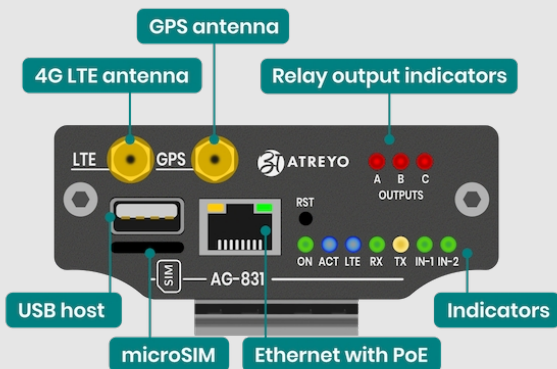 GPS antenna
4G LTE antenna
Relay output indicators
LTE
GPS
ATREYO
A B C
OUTPUTS
RST
ON ACT LTE RX TX IN-1 IN-2
SIM
AG-831
USB host
Indicators
microSIM
Ethernet with PoE